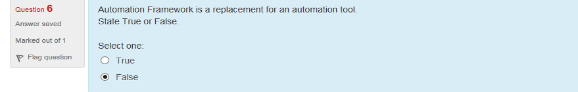 Question 6
Answer saved
Marked out of 1
Flag question
Automation Framework is a replacement for an automation tool.
State True or False.
Select one:
True
False